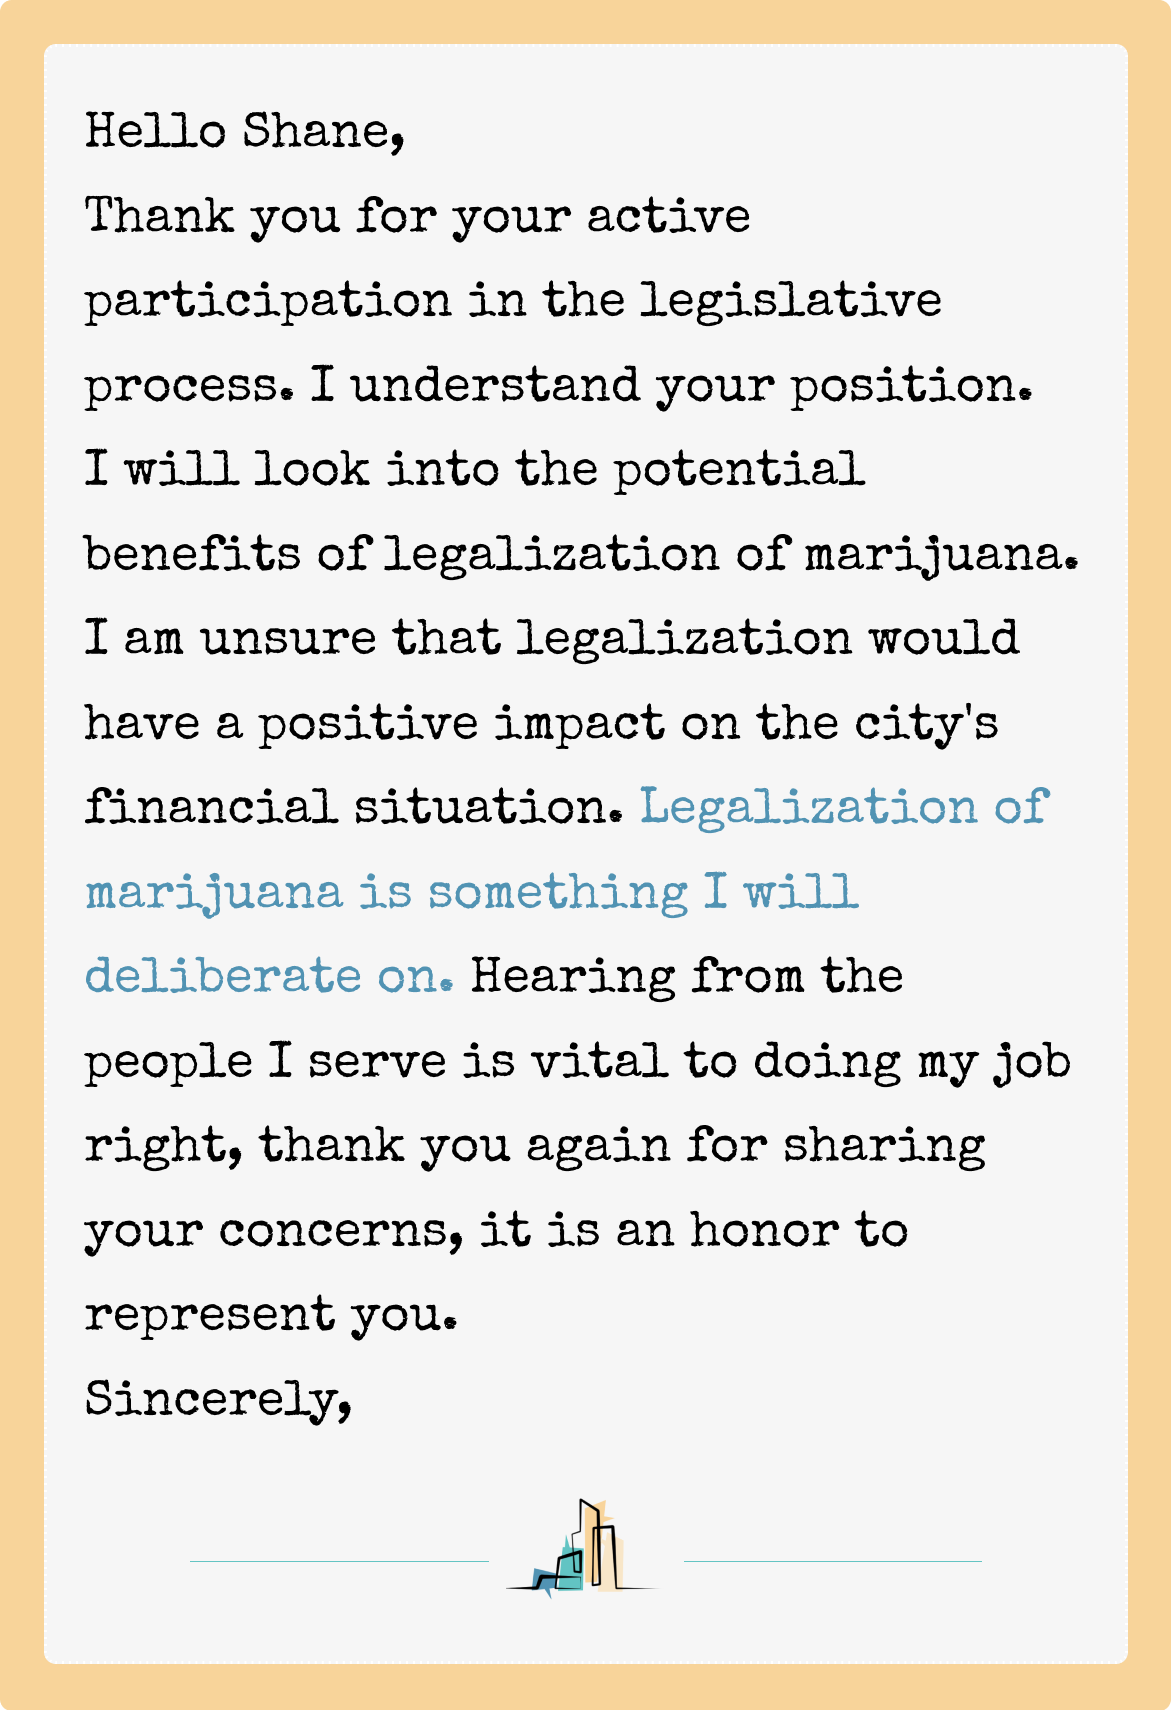 Hello Shane,
Thank you for your active
participation in the legislative
process. I understand your position.
I will look into the potential
benefits of legalization of marijuana.
I am unsure that legalization would
have a positive impact on the city's
financial situation. Legalization of
marijuana is something I will
deliberate on. Hearing from the
people I serve is vital to doing my job
right, thank you again for sharing
your concerns, it is an honor to
represent you.
Sincerely,